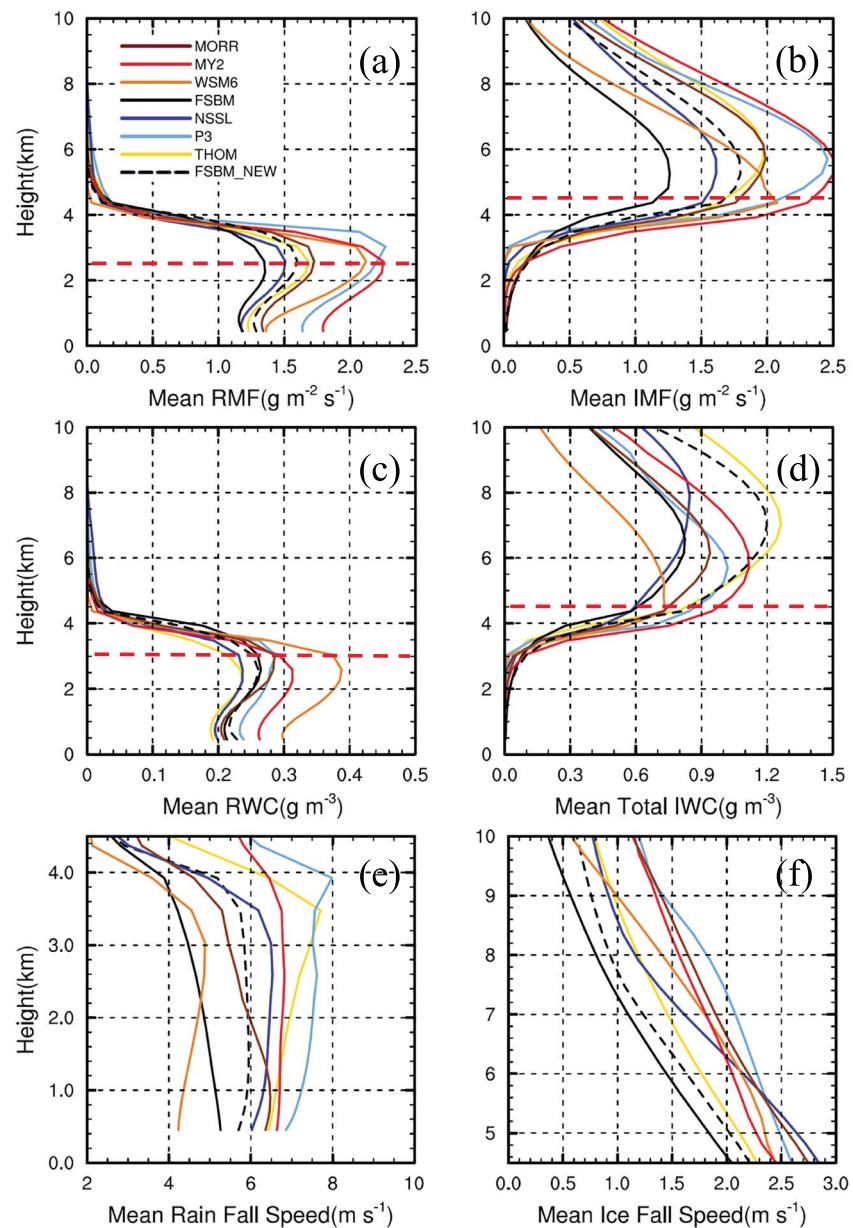 (a)
MORR
MY2
WSM6
FSBM
NSSL
P3
THOM
FSBM_NEW
Height(km)
10
8
6
4
2
0
0.0 0.5 1.0 1.5 2.0 2.5
Mean RMF(g m⁻² s⁻¹)
(b)
10
8
6
4
2
0
0.0 0.5 1.0 1.5 2.0 2.5
Mean IMF(g m⁻² s⁻¹)
(c)
Height(km)
10
8
6
4
2
0
0 0.1 0.2 0.3 0.4 0.5
Mean RWC(g m⁻³)
(d)
10
8
6
4
2
0
0.0 0.3 0.6 0.9 1.2 1.5
Mean Total IWC(g m⁻³)
(e)
Height(km)
4.0
3.0
2.0
1.0
0.0
2 4 6 8 10
Mean Rain Fall Speed(m s⁻¹)
(f)
10
9
8
7
6
5
0.0 0.5 1.0 1.5 2.0 2.5 3.0
Mean Ice Fall Speed(m s⁻¹)